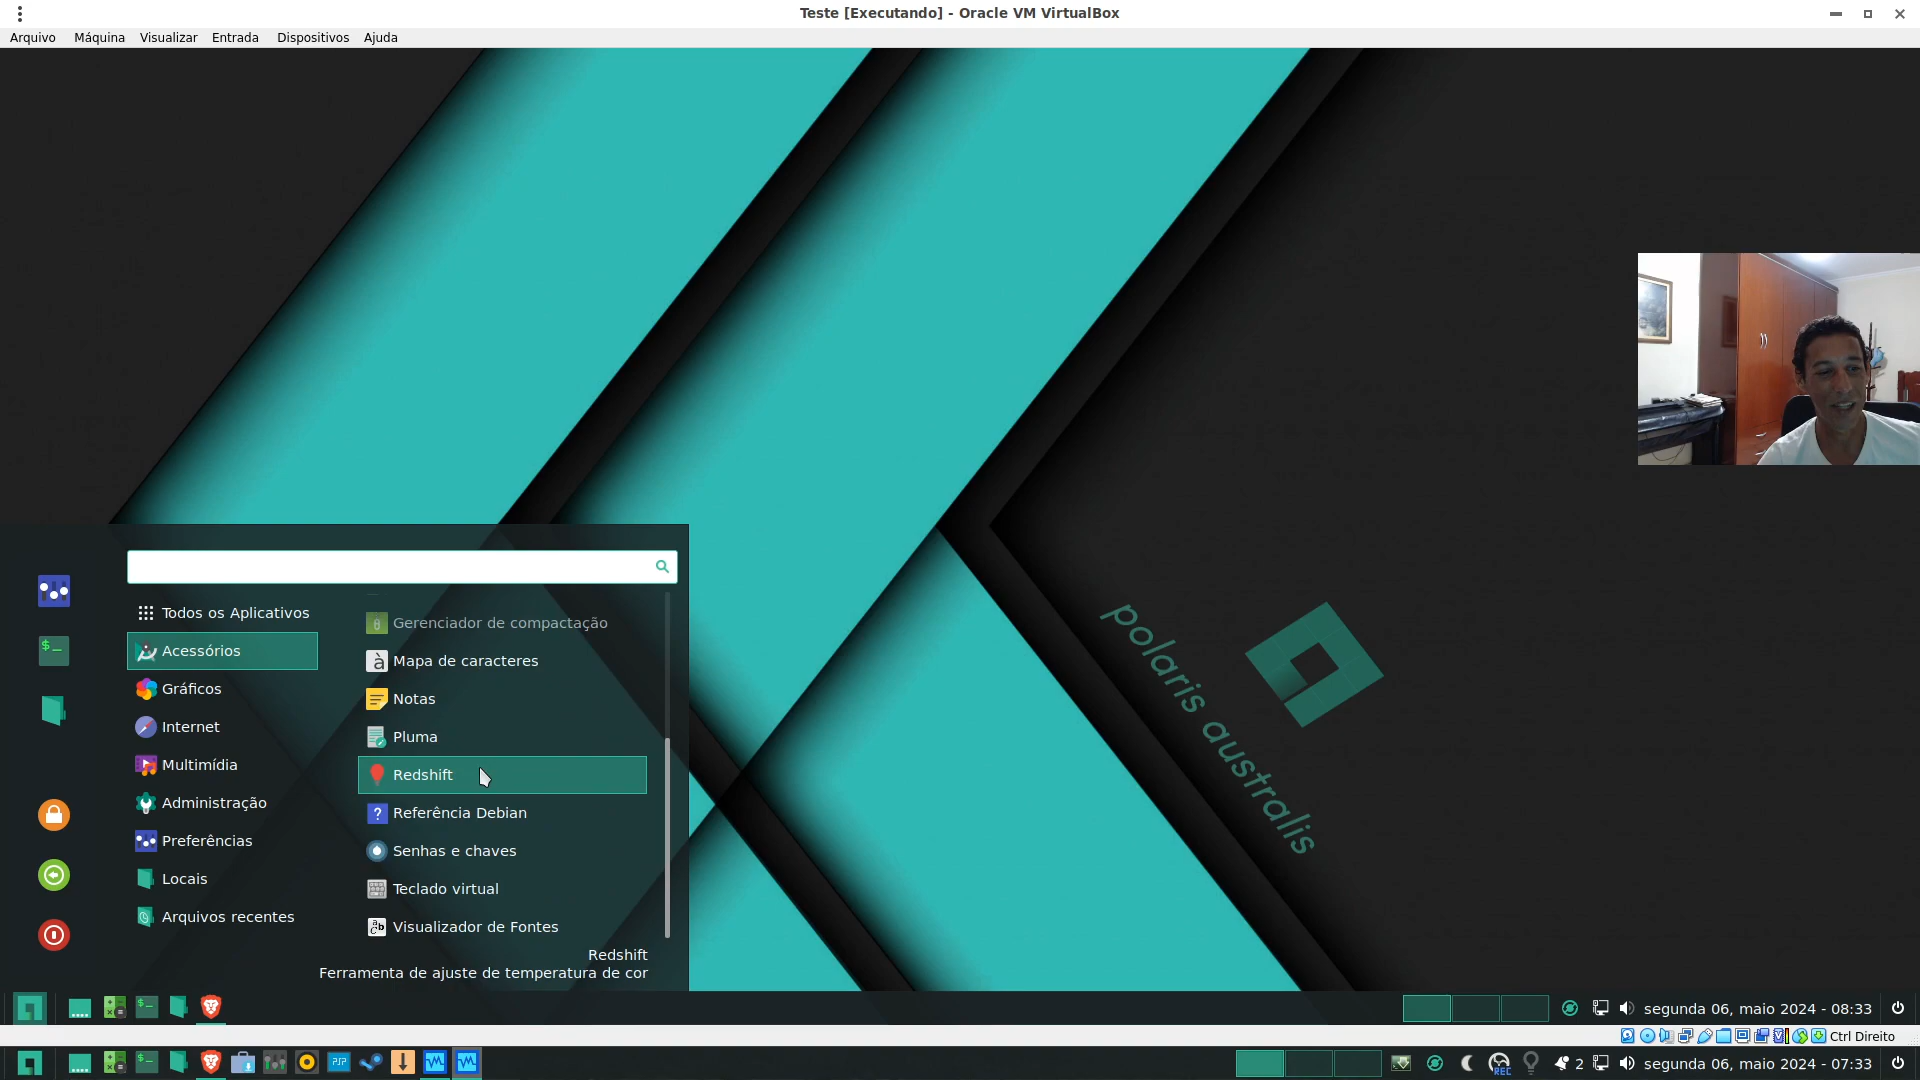 Teste [Executando] - Oracle VM VirtualBox
Arquivo Máquina Visualizar Entrada Dispositivos Ajuda
polaris australis
Todos os Aplicativos
Acessórios
Gráficos
Internet
Multimídia
Administração
Preferências
Locais
Arquivos recentes
Gerenciador de compactação
Mapa de caracteres
Notas
Pluma
Redshift
Referência Debian
Senhas e chaves
Teclado virtual
Visualizador de Fontes
Redshift
Ferramenta de ajuste de temperatura de cor
segunda 06, maio 2024 - 08:33
Ctrl Direito
PSP
REC
2
segunda 06, maio 2024 - 07:33